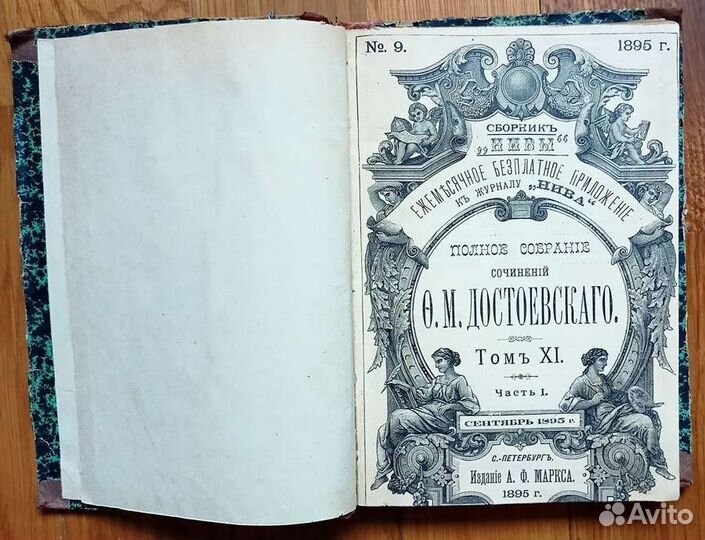 №. 9.
1895 г.
СБОРНИКЪ
„НИВЫ“
ЕЖЕМѢСЯЧНОЕ БЕЗПЛАТНОЕ ПРИЛОЖЕНІЕ
КЪ ЖУРНАЛУ „НИВА“
ПОЛНОЕ СОБРАНІЕ
СОЧИНЕНІЙ
Ѳ. М. ДОСТОЕВСКАГО.
ТОМЪ XI.
Часть I.
СЕНТЯБРЬ 1895 г.
С.-ПЕТЕРБУРГЪ.
Изданіе А. Ф. МАРКСА.
1895 г.
Avito